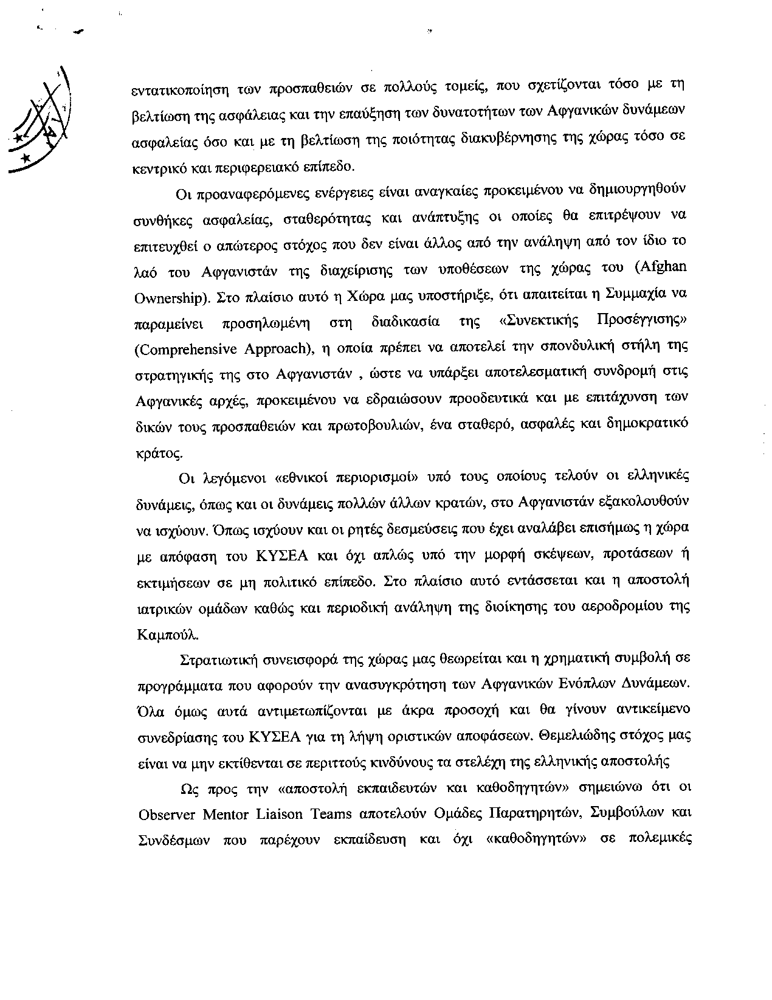 εντατικοποίηση των προσπαθειών σε πολλούς τομείς, που σχετίζονται τόσο με τη
βελτίωση της ασφάλειας και την επαύξηση των δυνατοτήτων των Αφγανικών δυνάμεων
ασφαλείας όσο και με τη βελτίωση της ποιότητας διακυβέρνησης της χώρας τόσο σε
κεντρικό και περιφερειακό επίπεδο.
Οι προαναφερόμενες ενέργειες είναι αναγκαίες προκειμένου να δημιουργηθούν
συνθήκες ασφαλείας, σταθερότητας και ανάπτυξης οι οποίες θα επιτρέψουν να
επιτευχθεί ο απώτερος στόχος που δεν είναι άλλος από την ανάληψη από τον ίδιο το
λαό του Αφγανιστάν της διαχείρισης των υποθέσεων της χώρας του (Afghan
Ownership). Στο πλαίσιο αυτό η Χώρα μας υποστήριξε, ότι απαιτείται η Συμμαχία να
παραμείνει προσηλωμένη στη διαδικασία της «Συνεκτικής Προσέγγισης»
(Comprehensive Approach), η οποία πρέπει να αποτελεί την σπονδυλική στήλη της
στρατηγικής της στο Αφγανιστάν , ώστε να υπάρξει αποτελεσματική συνδρομή στις
Αφγανικές αρχές, προκειμένου να εδραιώσουν προοδευτικά και με επιτάχυνση των
δικών τους προσπαθειών και πρωτοβουλιών, ένα σταθερό, ασφαλές και δημοκρατικό
κράτος.
Οι λεγόμενοι «εθνικοί περιορισμοί» υπό τους οποίους τελούν οι ελληνικές
δυνάμεις, όπως και οι δυνάμεις πολλών άλλων κρατών, στο Αφγανιστάν εξακολουθούν
να ισχύουν. Όπως ισχύουν και οι ρητές δεσμεύσεις που έχει αναλάβει επισήμως η χώρα
με απόφαση του ΚΥΣΕΑ και όχι απλώς υπό την μορφή σκέψεων, προτάσεων ή
εκτιμήσεων σε μη πολιτικό επίπεδο. Στο πλαίσιο αυτό εντάσσεται και η αποστολή
ιατρικών ομάδων καθώς και περιοδική ανάληψη της διοίκησης του αεροδρομίου της
Καμπούλ.
Στρατιωτική συνεισφορά της χώρας μας θεωρείται και η χρηματική συμβολή σε
προγράμματα που αφορούν την ανασυγκρότηση των Αφγανικών Ενόπλων Δυνάμεων.
Όλα όμως αυτά αντιμετωπίζονται με άκρα προσοχή και θα γίνουν αντικείμενο
συνεδρίασης του ΚΥΣΕΑ για τη λήψη οριστικών αποφάσεων. Θεμελιώδης στόχος μας
είναι να μην εκτίθενται σε περιττούς κινδύνους τα στελέχη της ελληνικής αποστολής
Ως προς την «αποστολή εκπαιδευτών και καθοδηγητών» σημειώνω ότι οι
Observer Mentor Liaison Teams αποτελούν Ομάδες Παρατηρητών, Συμβούλων και
Συνδέσμων που παρέχουν εκπαίδευση και όχι «καθοδηγητών» σε πολεμικές